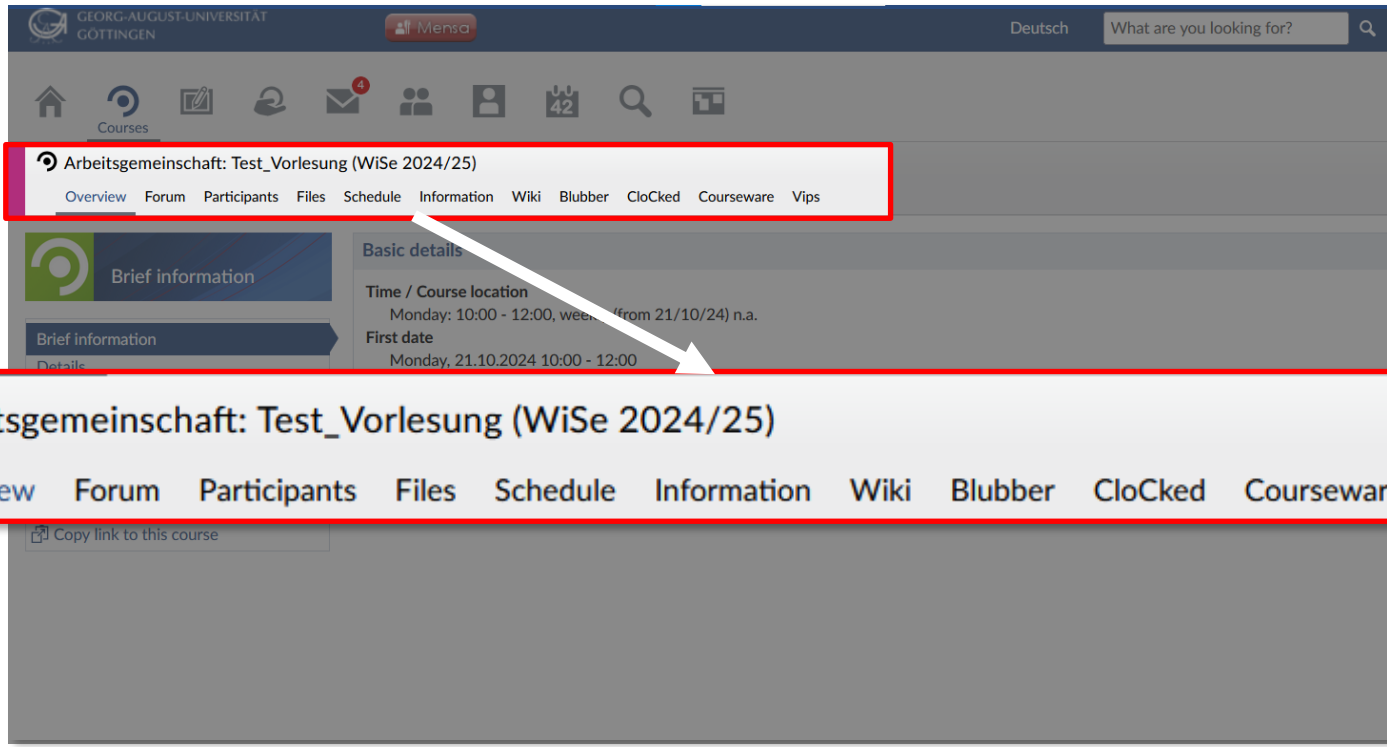 GEORG-AUGUST-UNIVERSITÄT
GÖTTINGEN
Mensa
Deutsch
What are you looking for?
4
42
Courses
Arbeitsgemeinschaft: Test_Vorlesung (WiSe 2024/25)
Overview Forum Participants Files Schedule Information Wiki Blubber CloCked Courseware Vips
Brief information
Basic details
Time / Course location
Monday: 10:00 - 12:00, (from 21/10/24) n.a.
Brief information
First date
Details
Monday, 21.10.2024 10:00 - 12:00
tsgemeinschaft: Test_Vorlesung (WiSe 2024/25)
ew Forum Participants Files Schedule Information Wiki Blubber CloCked Coursewar
Copy link to this course